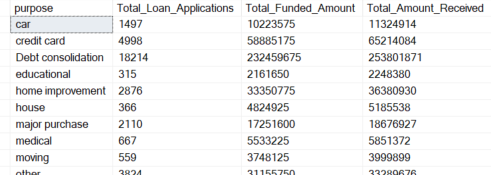 purpose Total_Loan_Applications Total_Funded_Amount Total_Amount_Received
car 1497 10223575 11324914
credit card 4998 58885175 65214084
Debt consolidation 18214 232459675 253801871
educational 315 2161650 2248380
home improvement 2876 33350775 36380930
house 366 4824925 5185538
major purchase 2110 17251600 18676927
medical 667 5533225 5851372
moving 559 3748125 3999899
other 3824 31155750 33289676